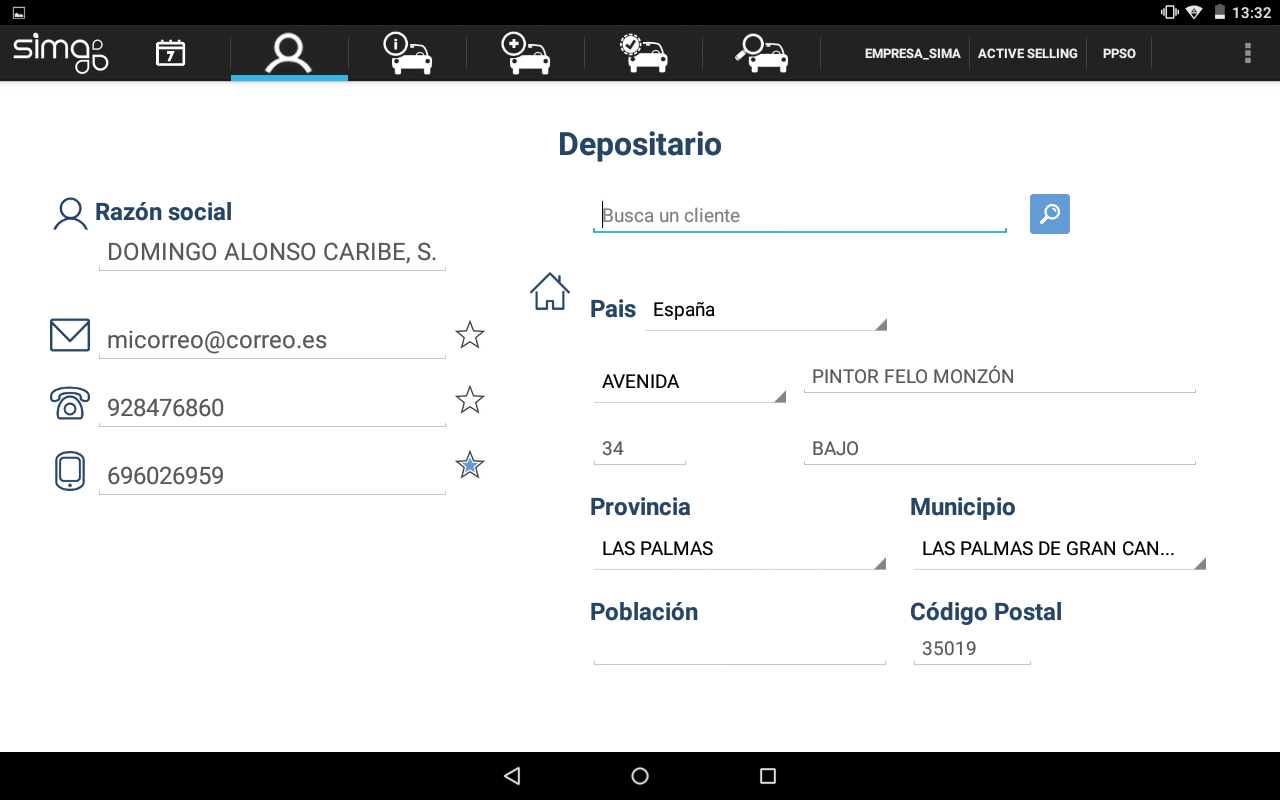 13:32
sima
7
EMPRESA_SIMA
ACTIVE SELLING
PPSO
Depositario
Razón social
DOMINGO ALONSO CARIBE, S.
micorreo@correo.es
928476860
696026959
Busca un cliente
Pais España
AVENIDA PINTOR FELO MONZÓN
34 BAJO
Provincia Municipio
LAS PALMAS LAS PALMAS DE GRAN CAN...
Población Código Postal
35019